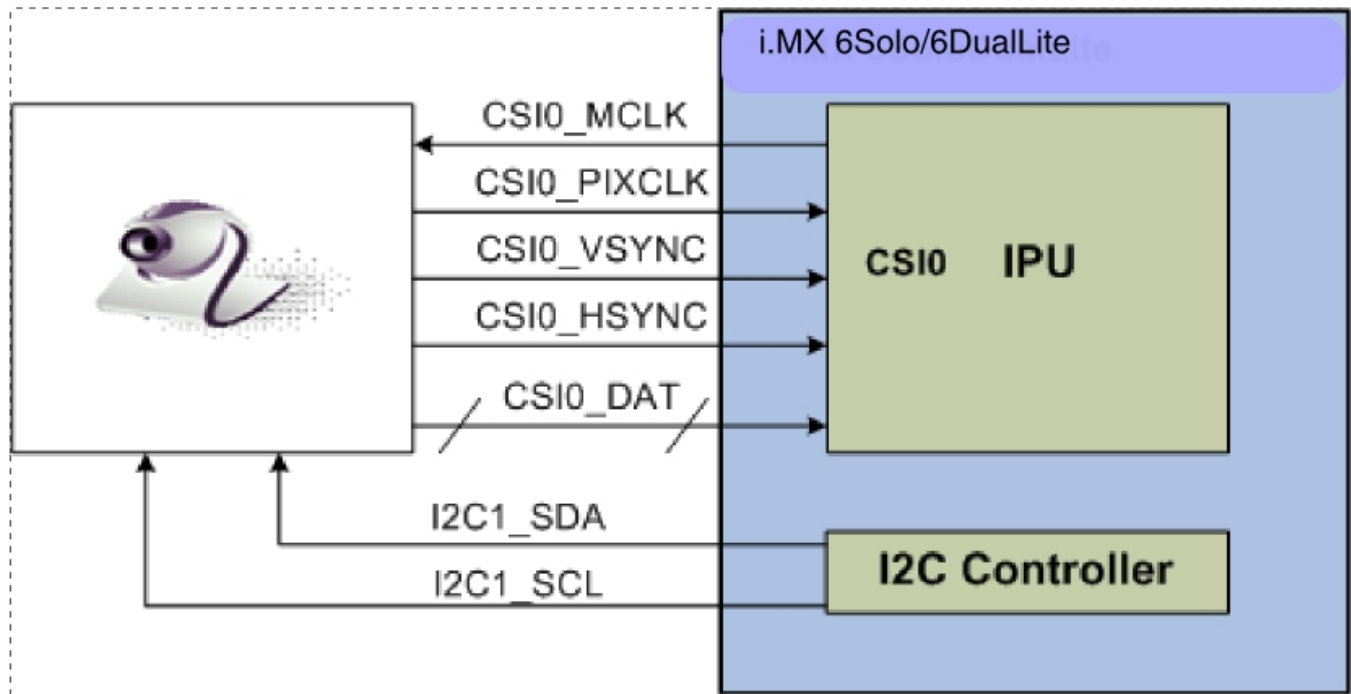 i.MX 6Solo/6DualLite
CSI0_MCLK
CSI0_PIXCLK
CSI0_VSYNC
CSI0 IPU
CSI0_HSYNC
CSI0_DAT
I2C1_SDA
I2C Controller
I2C1_SCL